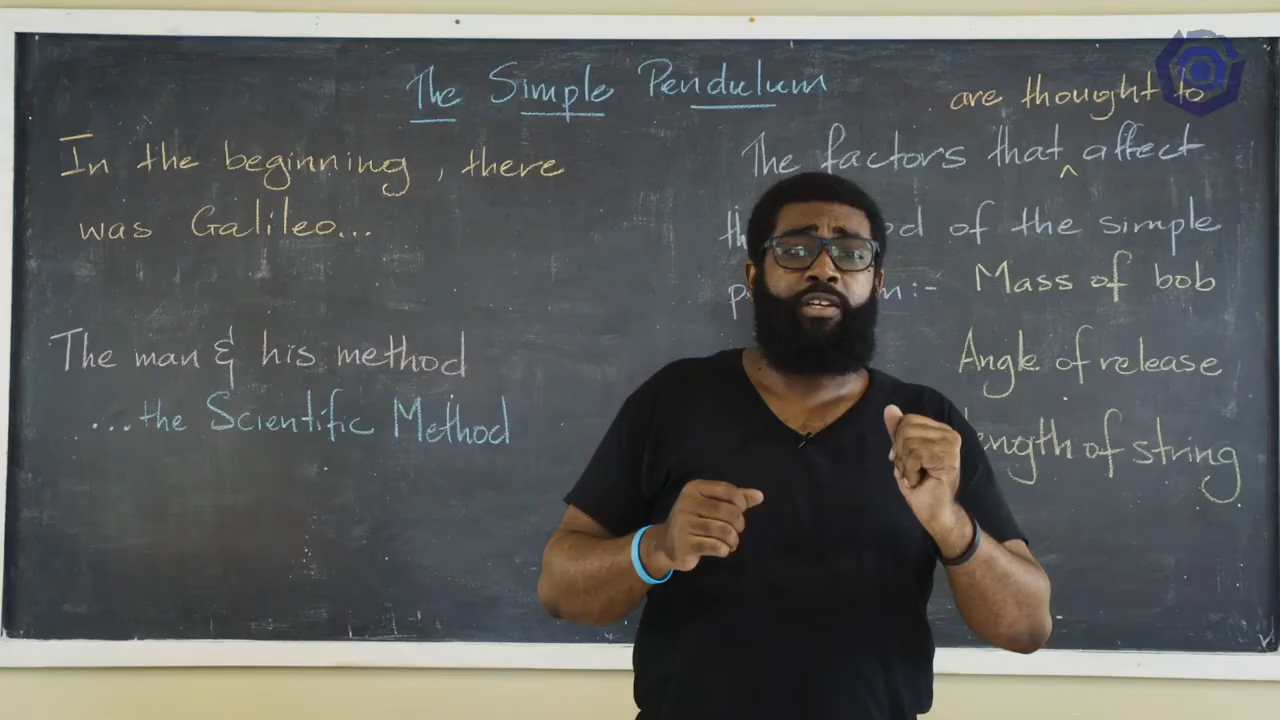 The Simple Pendulum
In the beginning, there
was Galileo...
The man & his method
...the Scientific Method
are thought to
The factors that ^ affect
of the simple
Mass of bob
Angle of release
Length of string